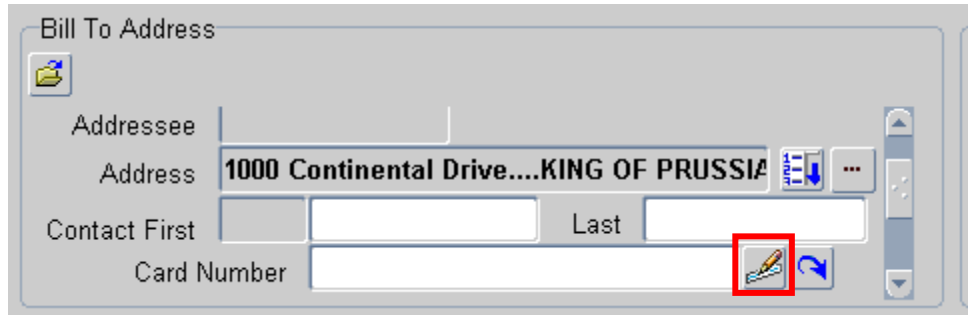 Bill To Address
Addressee
Address 1000 Continental Drive....KING OF PRUSSIA
Contact First Last
Card Number